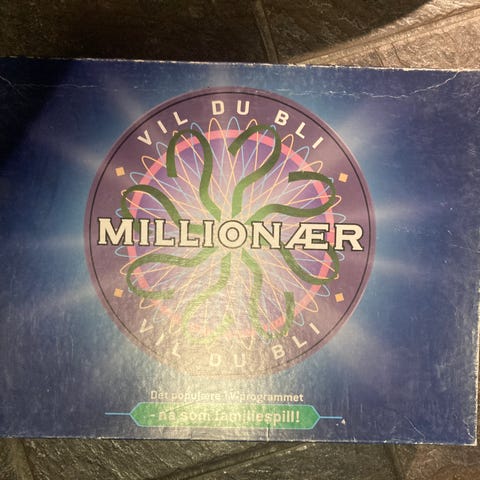 VIL DU BLI
MILLIONÆR
VIL DU BLI
Det populære TV-programmet
- nå som familiespill!